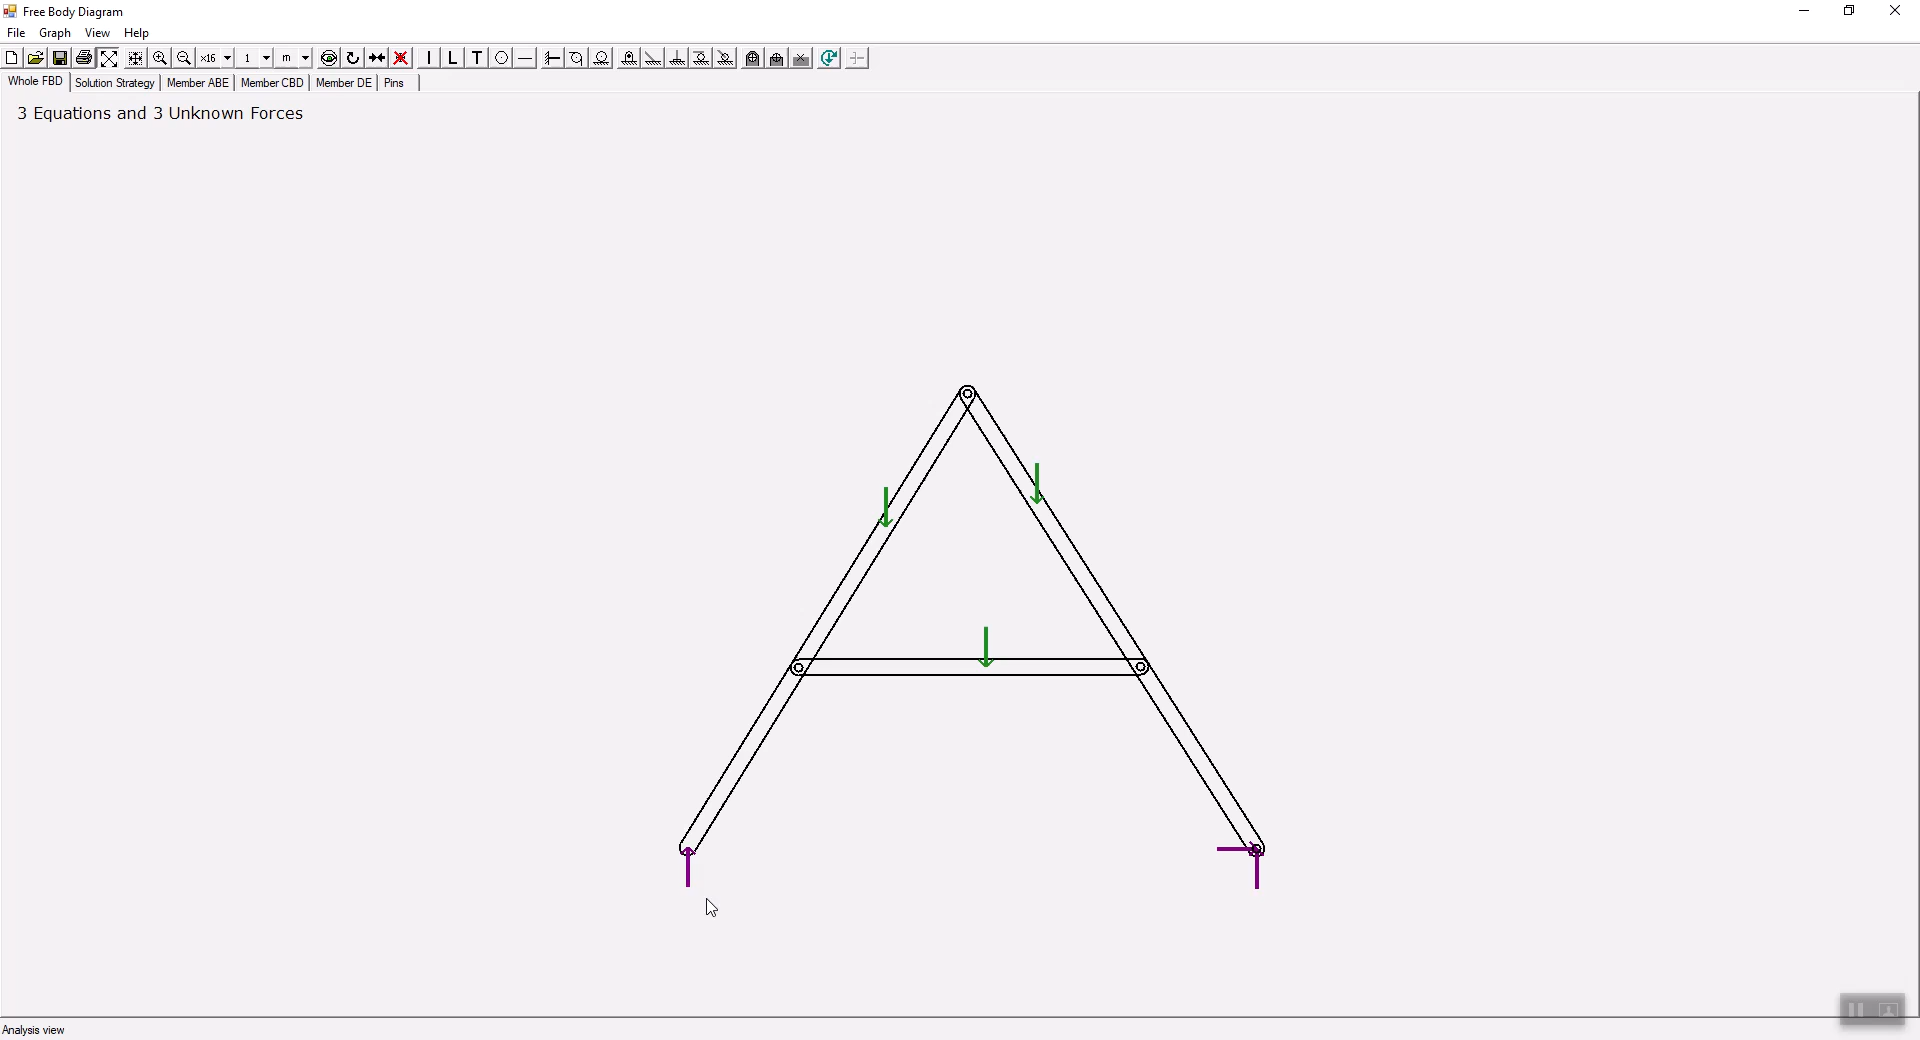 Free Body Diagram
File Graph View Help
×16 1 m
Whole FBD Solution Strategy Member ABE Member CBD Member DE Pins
3 Equations and 3 Unknown Forces
Analysis view